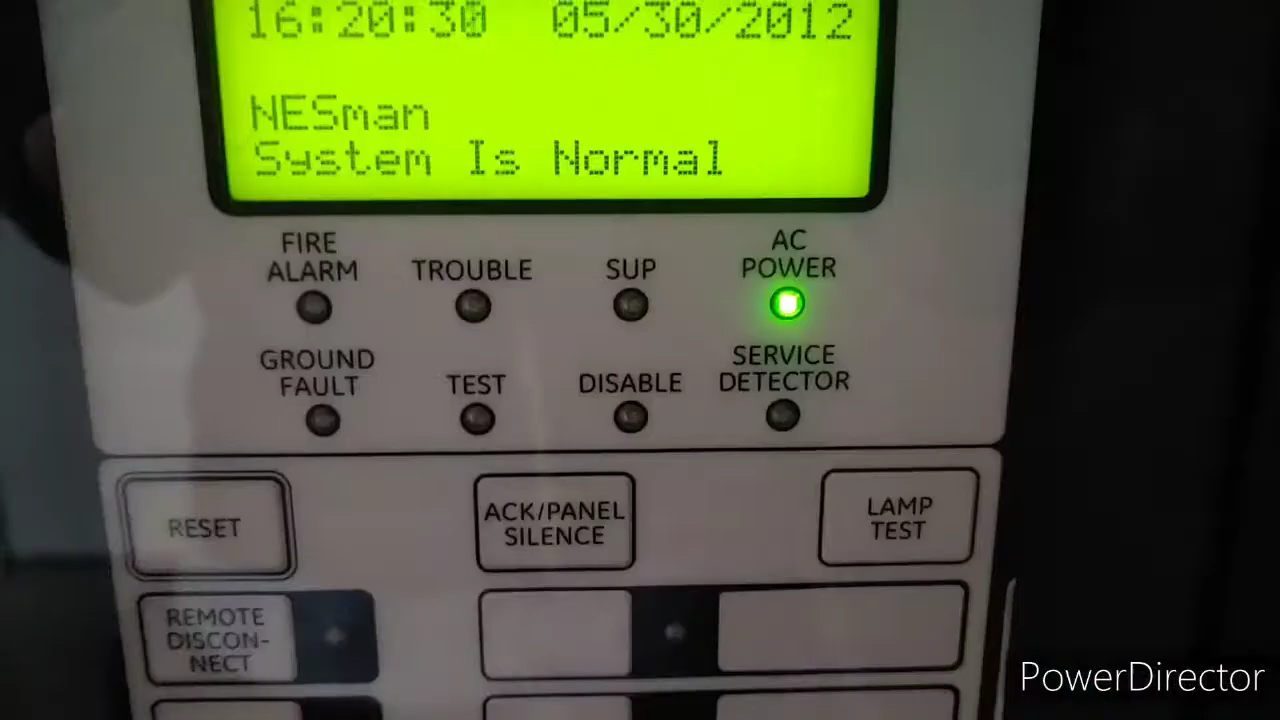 16:20:30 05/30/2012
NESman
System Is Normal
FIRE
ALARM
TROUBLE
SUP
AC
POWER
GROUND
FAULT
TEST
DISABLE
SERVICE
DETECTOR
RESET
ACK/PANEL
SILENCE
LAMP
TEST
REMOTE
DISCON-
NECT
PowerDirector